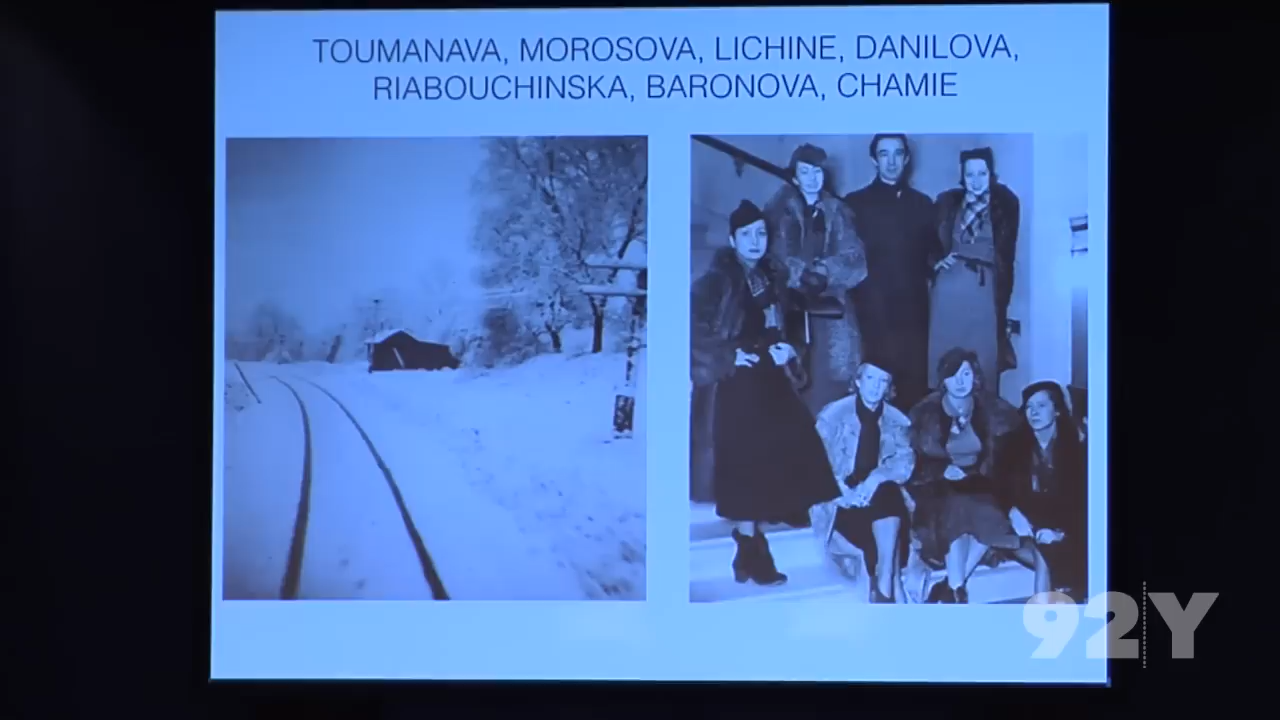 TOUMANAVA, MOROSOVA, LICHINE, DANILOVA,
RIABOUCHINSKA, BARONOVA, CHAMIE
92Y